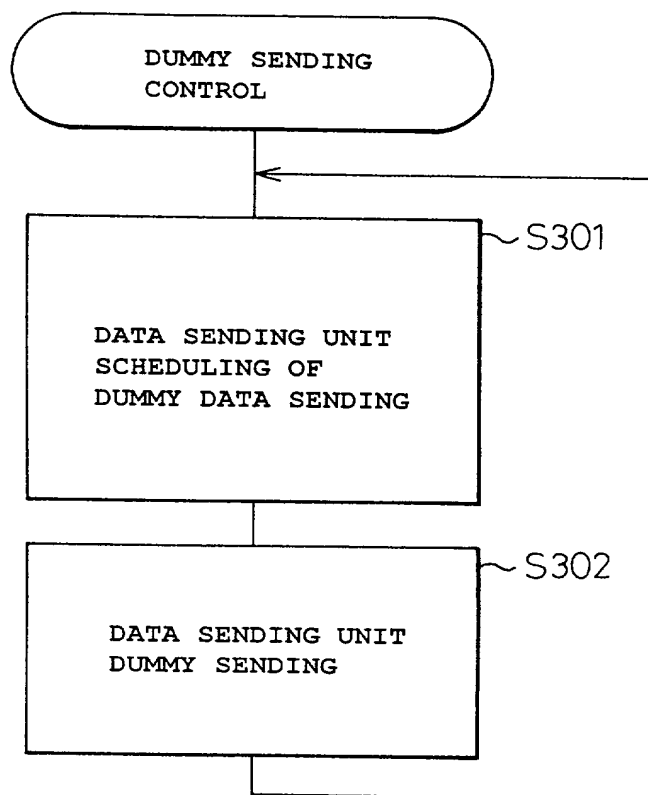 DUMMY SENDING
CONTROL
S301
DATA SENDING UNIT
SCHEDULING OF
DUMMY DATA SENDING
S302
DATA SENDING UNIT
DUMMY SENDING